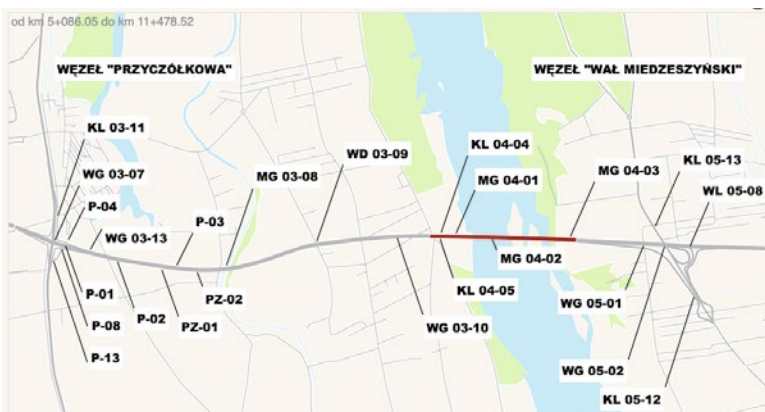 od km 5+086.05 do km 11+478.52
WĘZEŁ "PRZYCZÓŁKOWA"
WĘZEŁ "WAŁ MIEDZESZYŃSKI"
KL 03-11
WG 03-07
P-04
WG 03-13
P-03
MG 03-08
WD 03-09
KL 04-04
MG 04-01
MG 04-03
KL 05-13
WL 05-08
P-01
P-08
P-13
P-02
PZ-01
PZ-02
WG 03-10
KL 04-05
MG 04-02
WG 05-01
WG 05-02
KL 05-12